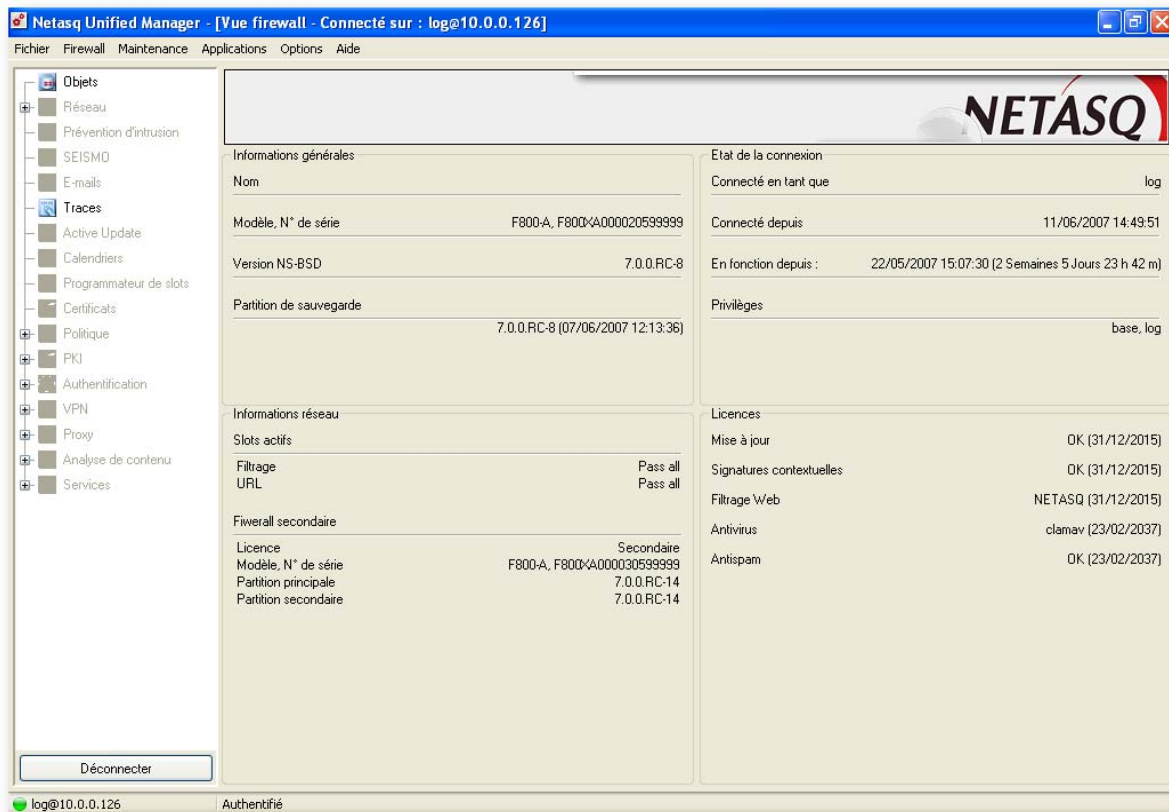 Netasq Unified Manager - [Vue firewall - Connecté sur : log@10.0.0.126]
Fichier Firewall Maintenance Applications Options Aide
Objets
Réseau
Prévention d'intrusion
SEISMO
E-mails
Traces
Active Update
Calendriers
Programmateur de slots
Certificats
Politique
PKI
Authentification
VPN
Proxy
Analyse de contenu
Services
Déconnecter
NETASQ
Informations générales
Nom
Modèle, N° de série F800-A, F800XA000020599999
Version NS-BSD 7.0.0.RC-8
Partition de sauvegarde
7.0.0.RC-8 (07/06/2007 12:13:36)
Etat de la connexion
Connecté en tant que log
Connecté depuis 11/06/2007 14:49:51
En fonction depuis : 22/05/2007 15:07:30 (2 Semaines 5 Jours 23 h 42 m)
Privilèges
base, log
Informations réseau
Slots actifs
Filtrage Pass all
URL Pass all
Fiwerall secondaire
Licence Secondaire
Modèle, N° de série F800-A, F800XA000030599999
Partition principale 7.0.0.RC-14
Partition secondaire 7.0.0.RC-14
Licences
Mise à jour OK (31/12/2015)
Signatures contextuelles OK (31/12/2015)
Filtrage Web NETASQ (31/12/2015)
Antivirus clamav (23/02/2037)
Antispam OK (23/02/2037)
log@10.0.0.126 Authentifié